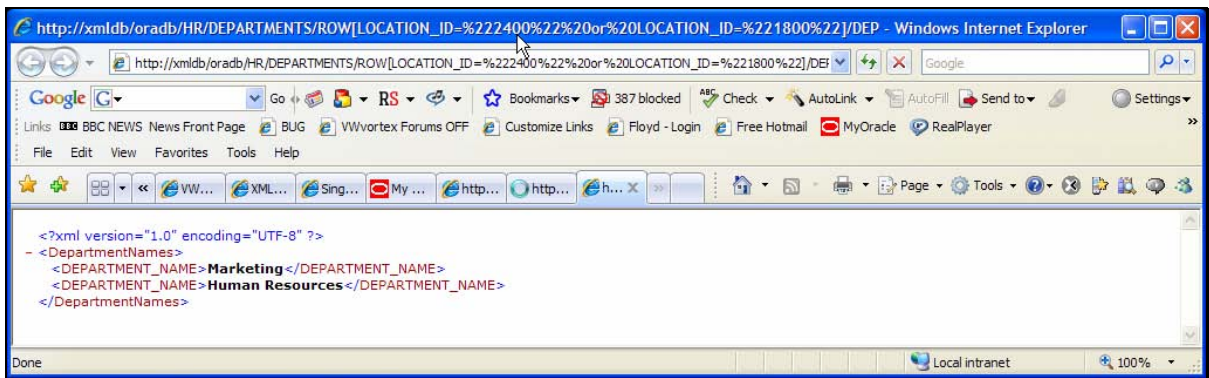 http://xmldb/oradb/HR/DEPARTMENTS/ROW[LOCATION_ID=%222400%22%20or%20LOCATION_ID=%221800%22]/DEP - Windows Internet Explorer
http://xmldb/oradb/HR/DEPARTMENTS/ROW[LOCATION_ID=%222400%22%20or%20LOCATION_ID=%221800%22]/DEF Google
Google G Go RS Bookmarks 387 blocked ABC Check AutoLink AutoFill Send to Settings
Links BBC NEWS News Front Page BUG VWvortex Forums OFF Customize Links Floyd - Login Free Hotmail MyOracle RealPlayer »
File Edit View Favorites Tools Help
« VW... XML... Sing... My ... http... http... h... X » Page Tools
<?xml version="1.0" encoding="UTF-8" ?>
- <DepartmentNames>
<DEPARTMENT_NAME>Marketing</DEPARTMENT_NAME>
<DEPARTMENT_NAME>Human Resources</DEPARTMENT_NAME>
</DepartmentNames>
Done Local intranet 100%